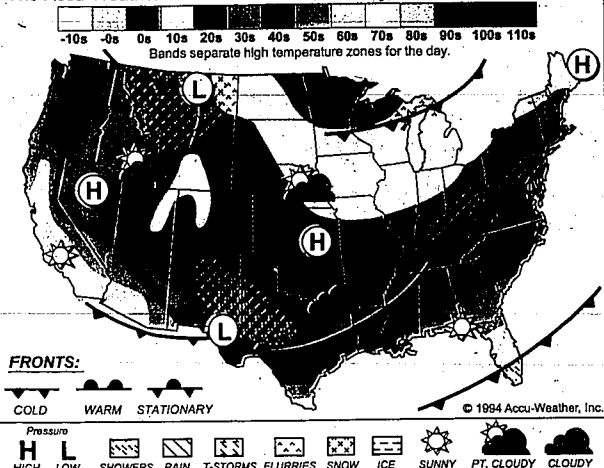 -10s -0s 0s 10s 20s 30s 40s 50s 60s 70s 80s 90s 100s 110s
Bands separate high temperature zones for the day.
H
L
H
H
L
FRONTS:
COLD WARM STATIONARY
© 1994 Accu-Weather, Inc.
Pressure
H L
HIGH LOW SHOWERS RAIN T-STORMS FLURRIES SNOW ICE SUNNY PT. CLOUDY CLOUDY